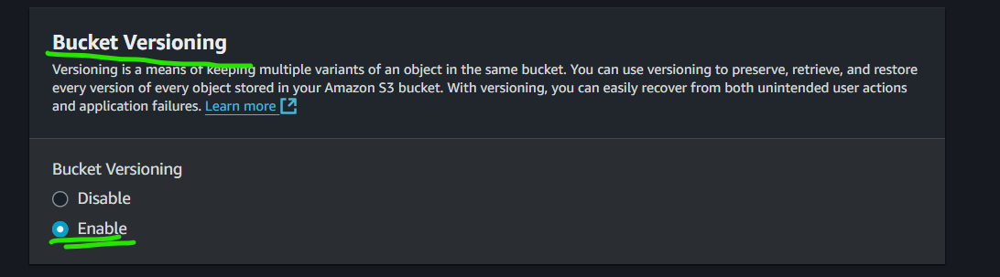 Bucket Versioning
Versioning is a means of keeping multiple variants of an object in the same bucket. You can use versioning to preserve, retrieve, and restore
every version of every object stored in your Amazon S3 bucket. With versioning, you can easily recover from both unintended user actions
and application failures. Learn more
Bucket Versioning
Disable
Enable